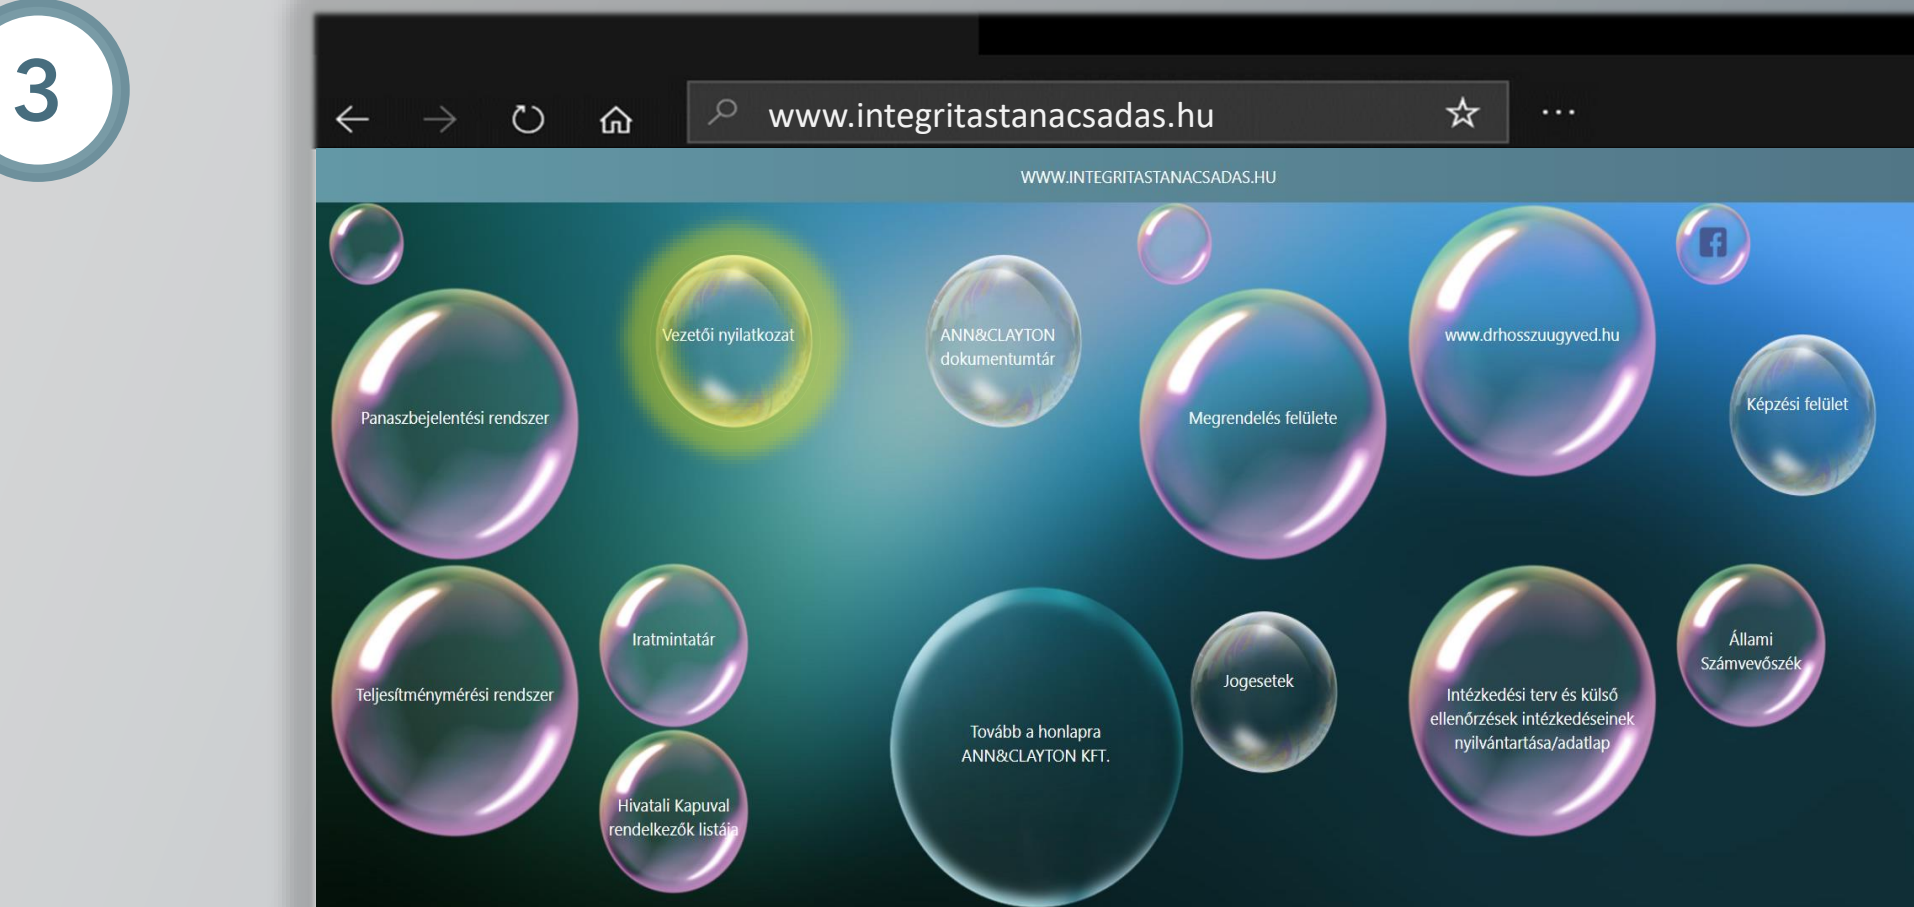 3
www.integritastanacsadas.hu
WWW.INTEGRITASTANACSADAS.HU
Vezetői nyilatkozat
ANN&CLAYTON
dokumentumtár
www.drhosszuugyved.hu
Panaszbejelentési rendszer
Megrendelés felülete
Képzési felület
Iratmintatár
Teljesítménymérési rendszer
Tovább a honlapra
ANN&CLAYTON KFT.
Jogesetek
Intézkedési terv és külső
ellenőrzések intézkedéseinek
nyilvántartása/adatlap
Állami
Számvevőszék
Hivatali Kapuval
rendelkezők listája